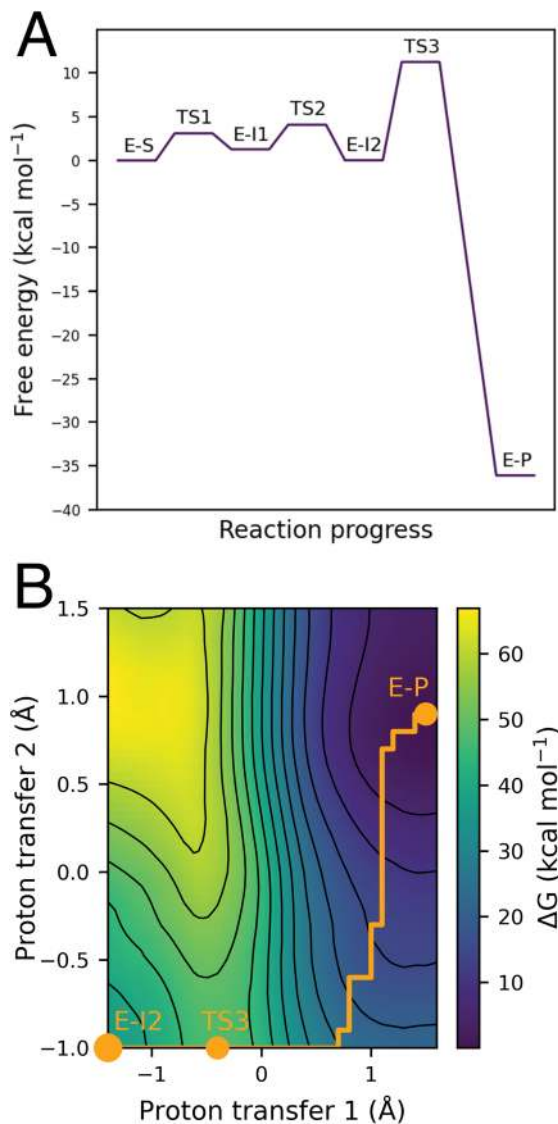 A
TS3
TS1
TS2
E-S
E-I1
E-I2
E-P
10
5
0
−5
−10
−15
−20
−25
−30
−35
−40
Free energy (kcal mol⁻¹)
Reaction progress
B
1.5
1.0
0.5
0.0
−0.5
−1.0
Proton transfer 2 (Å)
E-P
E-I2
TS3
−1
0
1
Proton transfer 1 (Å)
60
50
40
30
20
10
ΔG (kcal mol⁻¹)